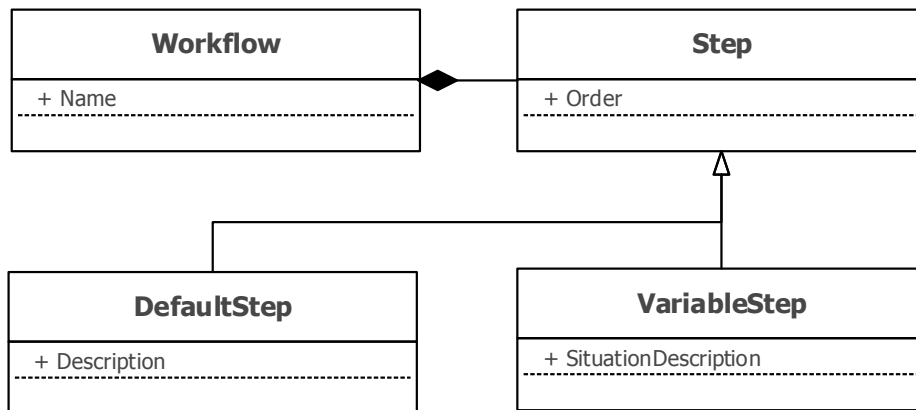 Workflow
Step
+ Name
+ Order
DefaultStep
VariableStep
+ Description
+ SituationDescription